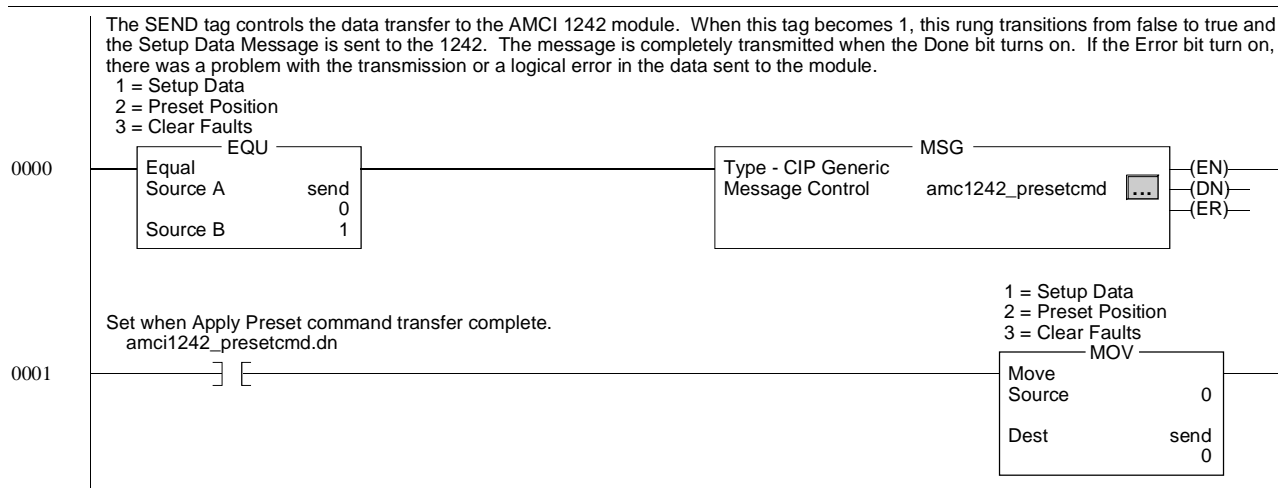 The SEND tag controls the data transfer to the AMCI 1242 module.  When this tag becomes 1, this rung transitions from false to true and
the Setup Data Message is sent to the 1242.  The message is completely transmitted when the Done bit turns on.  If the Error bit turn on,
there was a problem with the transmission or a logical error in the data sent to the module.
1 = Setup Data
2 = Preset Position
3 = Clear Faults
EQU
MSG
0000
Equal
Source A send
0
Source B 1
Type - CIP Generic
Message Control amc1242_presetcmd ...
(EN)
(DN)
(ER)
1 = Setup Data
2 = Preset Position
3 = Clear Faults
Set when Apply Preset command transfer complete.
amci1242_presetcmd.dn
MOV
0001
Move
Source 0
Dest send
0